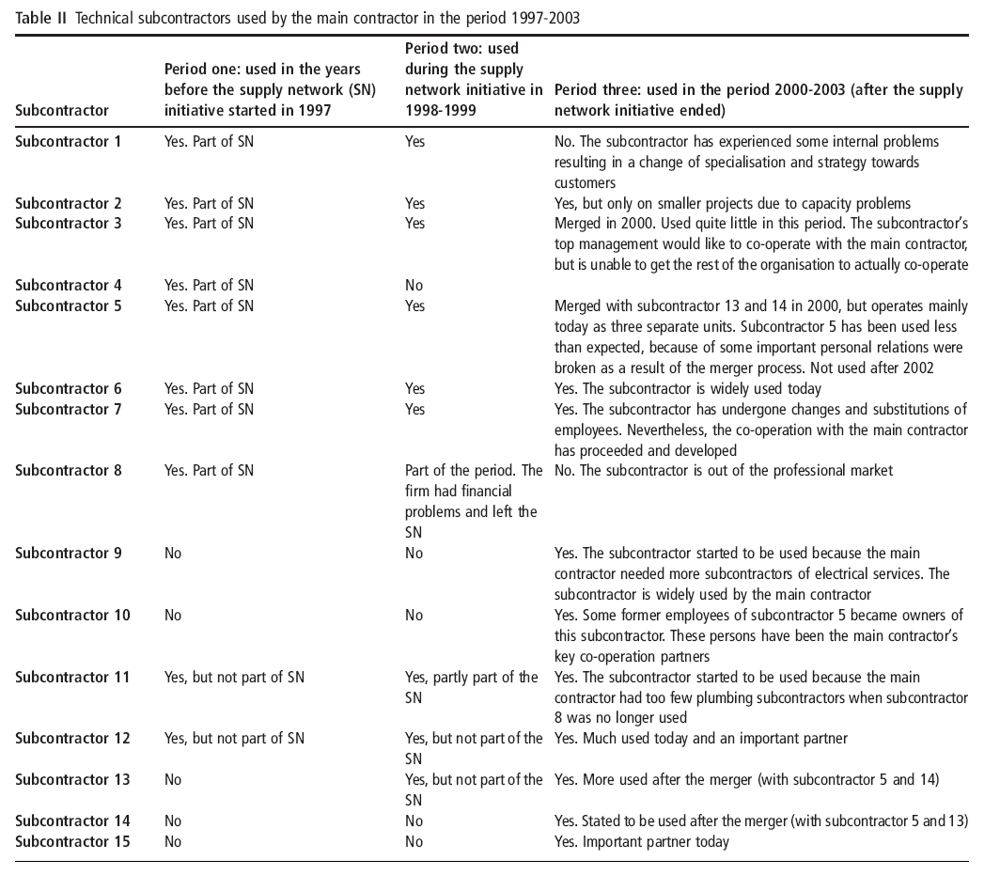 Table II Technical subcontractors used by the main contractor in the period 1997-2003
Subcontractor
Period one: used in the years
before the supply network (SN)
initiative started in 1997
Period two: used
during the supply
network initiative in
1998-1999
Period three: used in the period 2000-2003 (after the supply
network initiative ended)
Subcontractor 1
Yes. Part of SN
Yes
No. The subcontractor has experienced some internal problems
resulting in a change of specialisation and strategy towards
customers
Subcontractor 2
Yes. Part of SN
Yes
Yes, but only on smaller projects due to capacity problems
Subcontractor 3
Yes. Part of SN
Yes
Merged in 2000. Used quite little in this period. The subcontractor's
top management would like to co-operate with the main contractor,
but is unable to get the rest of the organisation to actually co-operate
Subcontractor 4
Yes. Part of SN
No
Subcontractor 5
Yes. Part of SN
Yes
Merged with subcontractor 13 and 14 in 2000, but operates mainly
today as three separate units. Subcontractor 5 has been used less
than expected, because of some important personal relations were
broken as a result of the merger process. Not used after 2002
Subcontractor 6
Yes. Part of SN
Yes
Yes. The subcontractor is widely used today
Subcontractor 7
Yes. Part of SN
Yes
Yes. The subcontractor has undergone changes and substitutions of
employees. Nevertheless, the co-operation with the main contractor
has proceeded and developed
Subcontractor 8
Yes. Part of SN
Part of the period. The
firm had financial
problems and left the
SN
No. The subcontractor is out of the professional market
Subcontractor 9
No
No
Yes. The subcontractor started to be used because the main
contractor needed more subcontractors of electrical services. The
subcontractor is widely used by the main contractor
Subcontractor 10
No
No
Yes. Some former employees of subcontractor 5 became owners of
this subcontractor. These persons have been the main contractor's
key co-operation partners
Subcontractor 11
Yes, but not part of SN
Yes, partly part of the
SN
Yes. The subcontractor started to be used because the main
contractor had too few plumbing subcontractors when subcontractor
8 was no longer used
Subcontractor 12
Yes, but not part of SN
Yes, but not part of the
SN
Yes. Much used today and an important partner
Subcontractor 13
No
Yes, but not part of the
SN
Yes. More used after the merger (with subcontractor 5 and 14)
Subcontractor 14
No
No
Yes. Stated to be used after the merger (with subcontractor 5 and 13)
Subcontractor 15
No
No
Yes. Important partner today